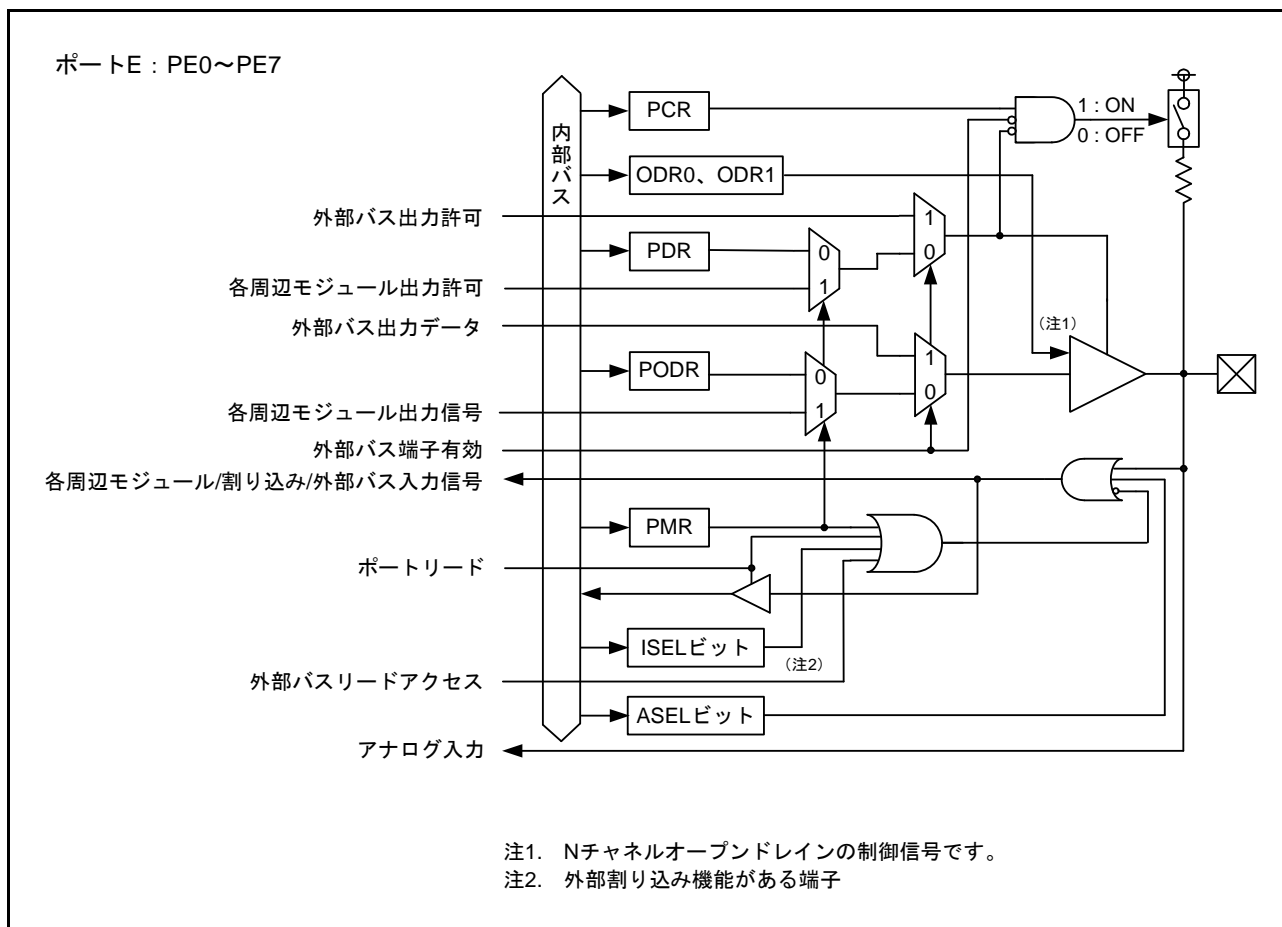 ポートE：PE0～PE7
内部バス
PCR
1 : ON
0 : OFF
ODR0、ODR1
外部バス出力許可
1
0
PDR
0
1
各周辺モジュール出力許可
外部バス出力データ
（注1）
1
0
PODR
0
1
各周辺モジュール出力信号
外部バス端子有効
各周辺モジュール/割り込み/外部バス入力信号
PMR
ポートリード
ISELビット
（注2）
外部バスリードアクセス
ASELビット
アナログ入力
注1. Nチャネルオープンドレインの制御信号です。
注2. 外部割り込み機能がある端子